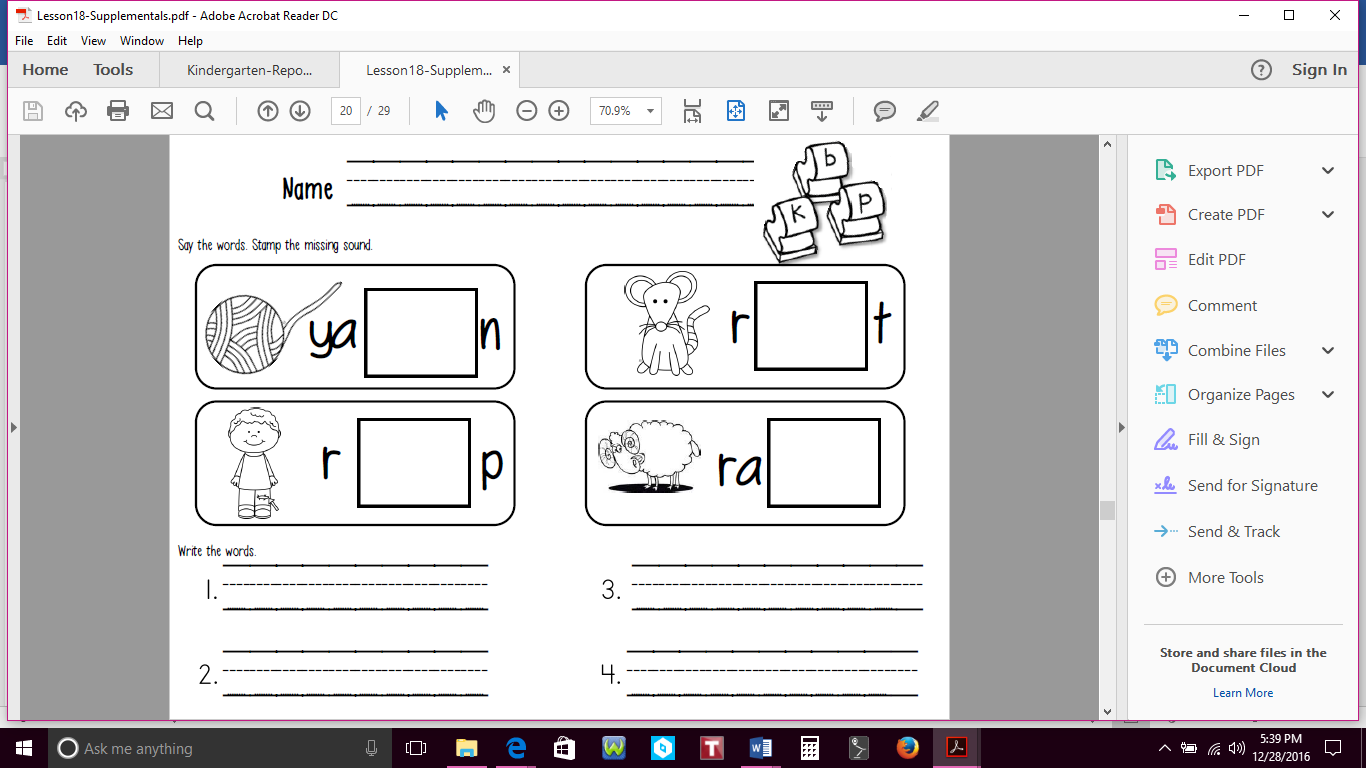 Lesson18-Supplementals.pdf - Adobe Acrobat Reader DC
File Edit View Window Help
Home Tools Kindergarten-Repo... Lesson18-Supplem... × Sign In
20 / 29 70.9%
b
K p
Name
Say the words. Stamp the missing sound.
ya n
r t
r p
ra
Write the words.
1.
3.
2.
4.
Export PDF
Create PDF
Edit PDF
Comment
Combine Files
Organize Pages
Fill & Sign
Send for Signature
Send & Track
More Tools
Store and share files in the
Document Cloud
Learn More
Ask me anything
5:39 PM
12/28/2016